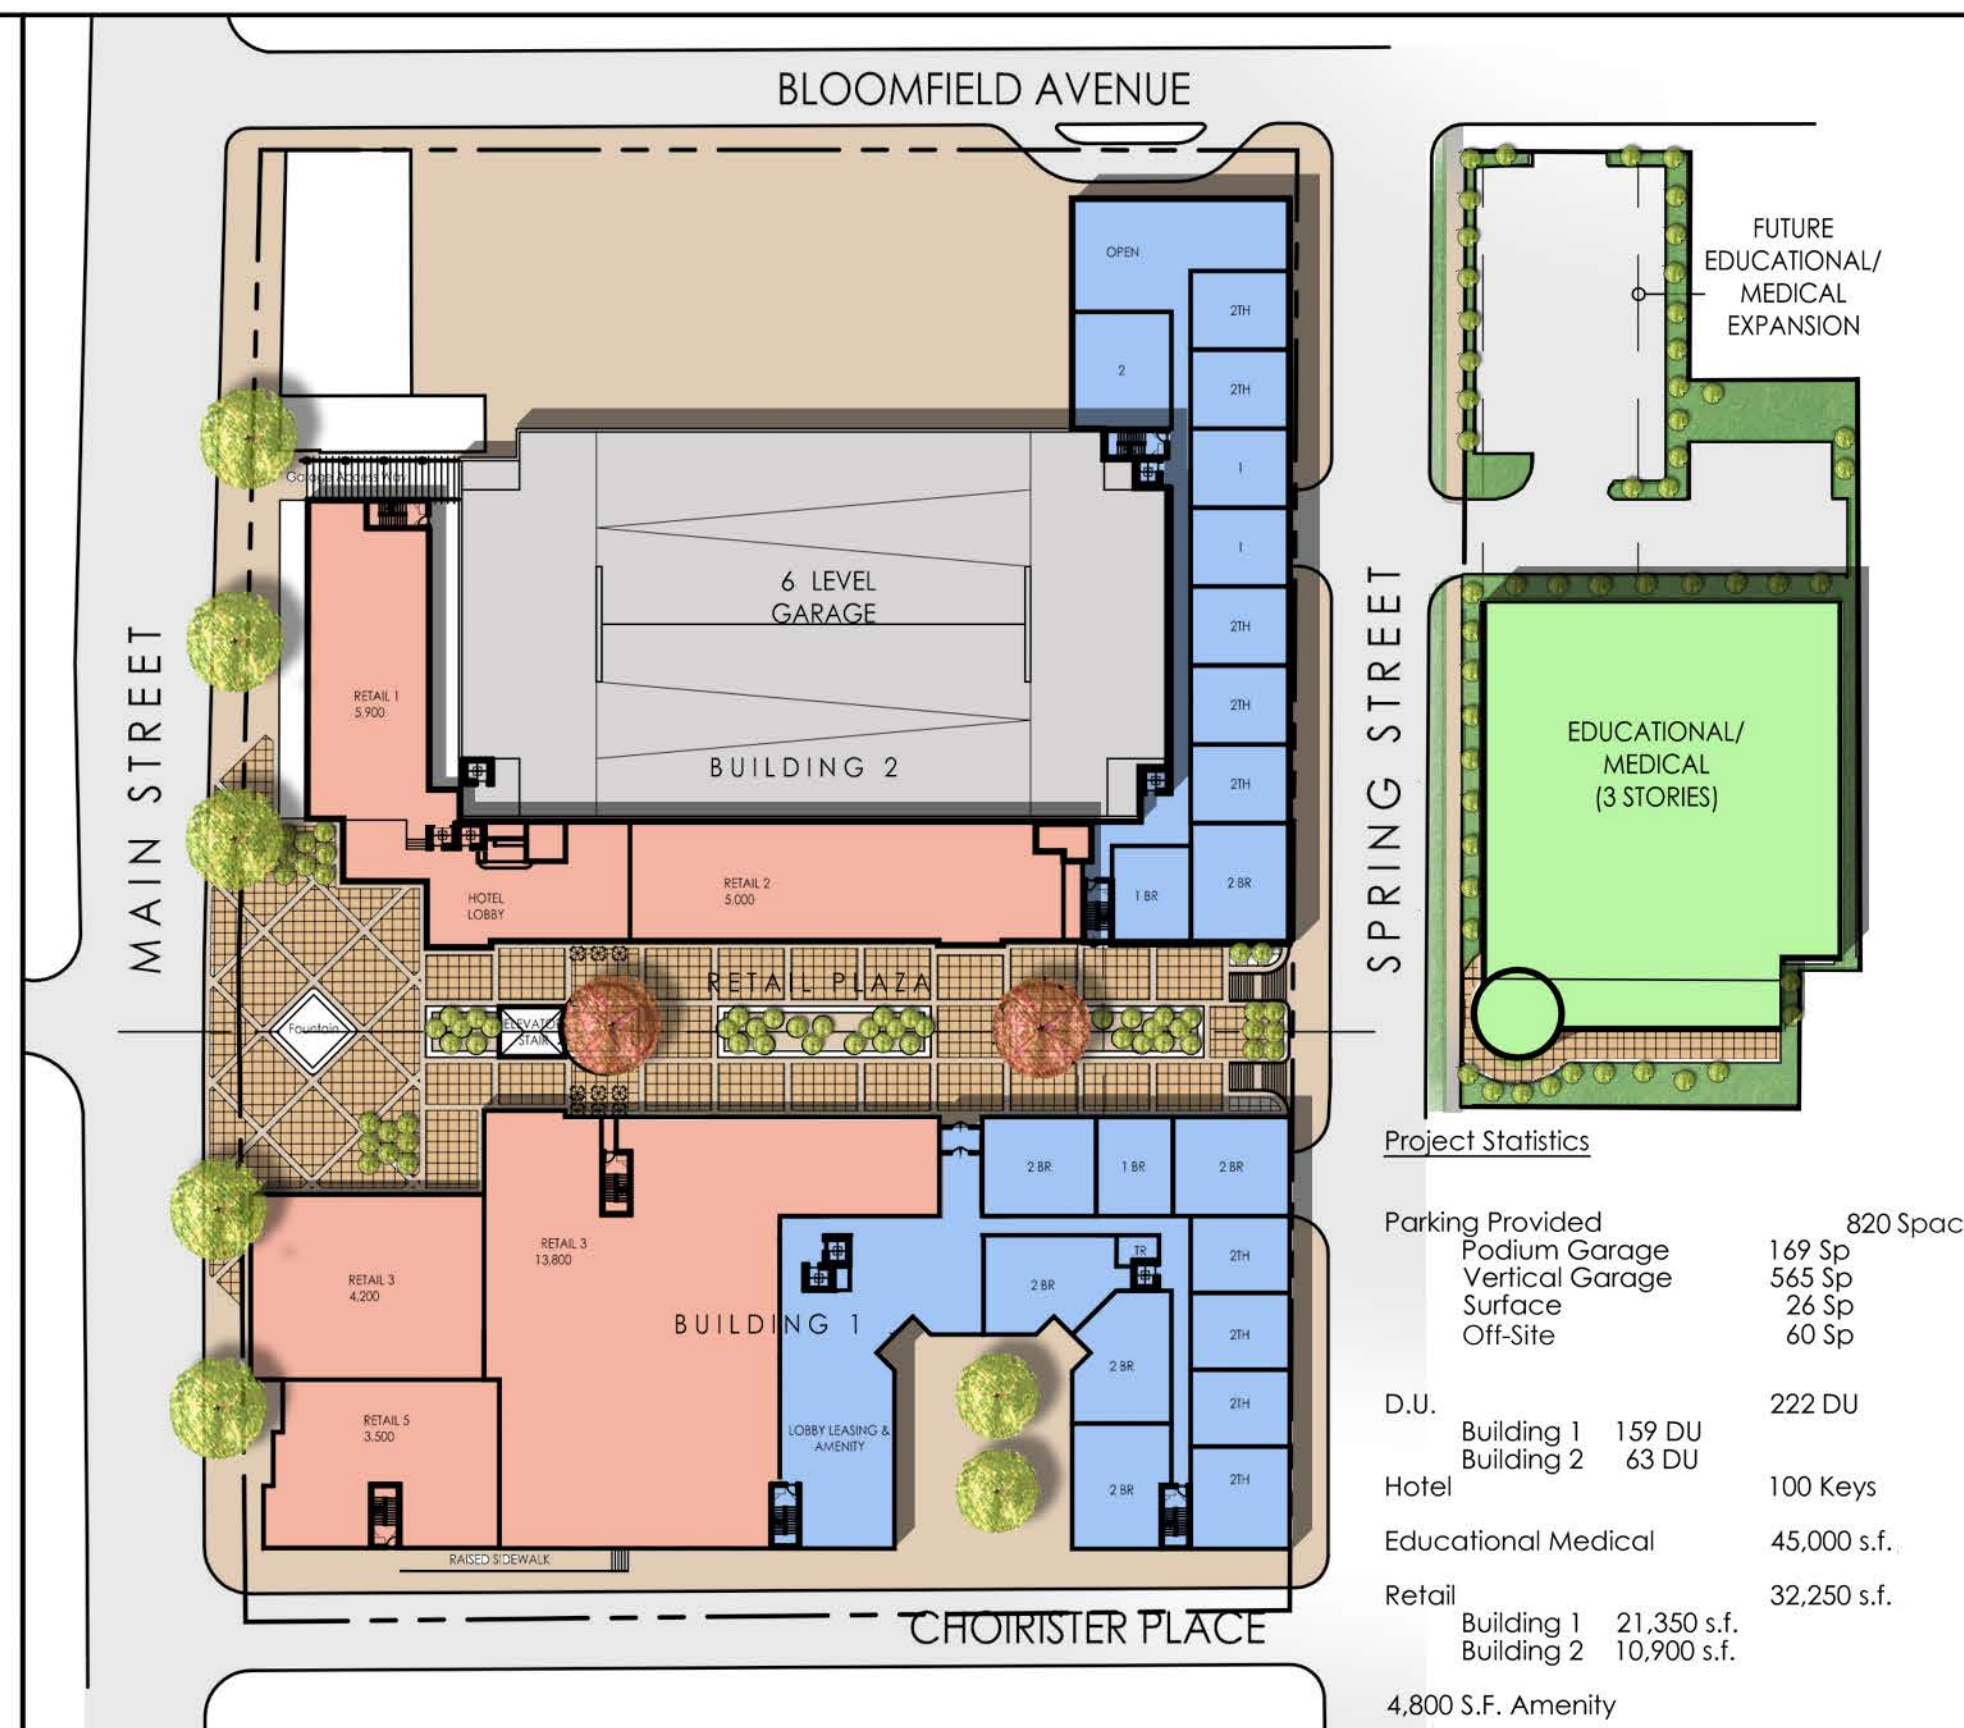 BLOOMFIELD AVENUE
FUTURE
EDUCATIONAL/
MEDICAL
EXPANSION
OPEN
2TH
2
2TH
1
1
2TH
2TH
2TH
2 BR
1 BR
Garage Access Way
6 LEVEL
GARAGE
BUILDING 2
RETAIL 1
5,900
MAIN STREET
SPRING STREET
EDUCATIONAL/
MEDICAL
(3 STORIES)
HOTEL
LOBBY
RETAIL 2
5,000
RETAIL PLAZA
Fountain
ELEVATO
STAIR
2 BR
1 BR
2 BR
RETAIL 3
13,800
RETAIL 3
4,200
BUILDING 1
2 BR
TR
2TH
2TH
2 BR
2TH
RETAIL 5
3,500
LOBBY LEASING &
AMENITY
2 BR
2TH
RAISED SIDEWALK
CHOIRISTER PLACE
Project Statistics
Parking Provided 820 Spac
Podium Garage 169 Sp
Vertical Garage 565 Sp
Surface 26 Sp
Off-Site 60 Sp
D.U. 222 DU
Building 1 159 DU
Building 2 63 DU
Hotel 100 Keys
Educational Medical 45,000 s.f.
Retail 32,250 s.f.
Building 1 21,350 s.f.
Building 2 10,900 s.f.
4,800 S.F. Amenity